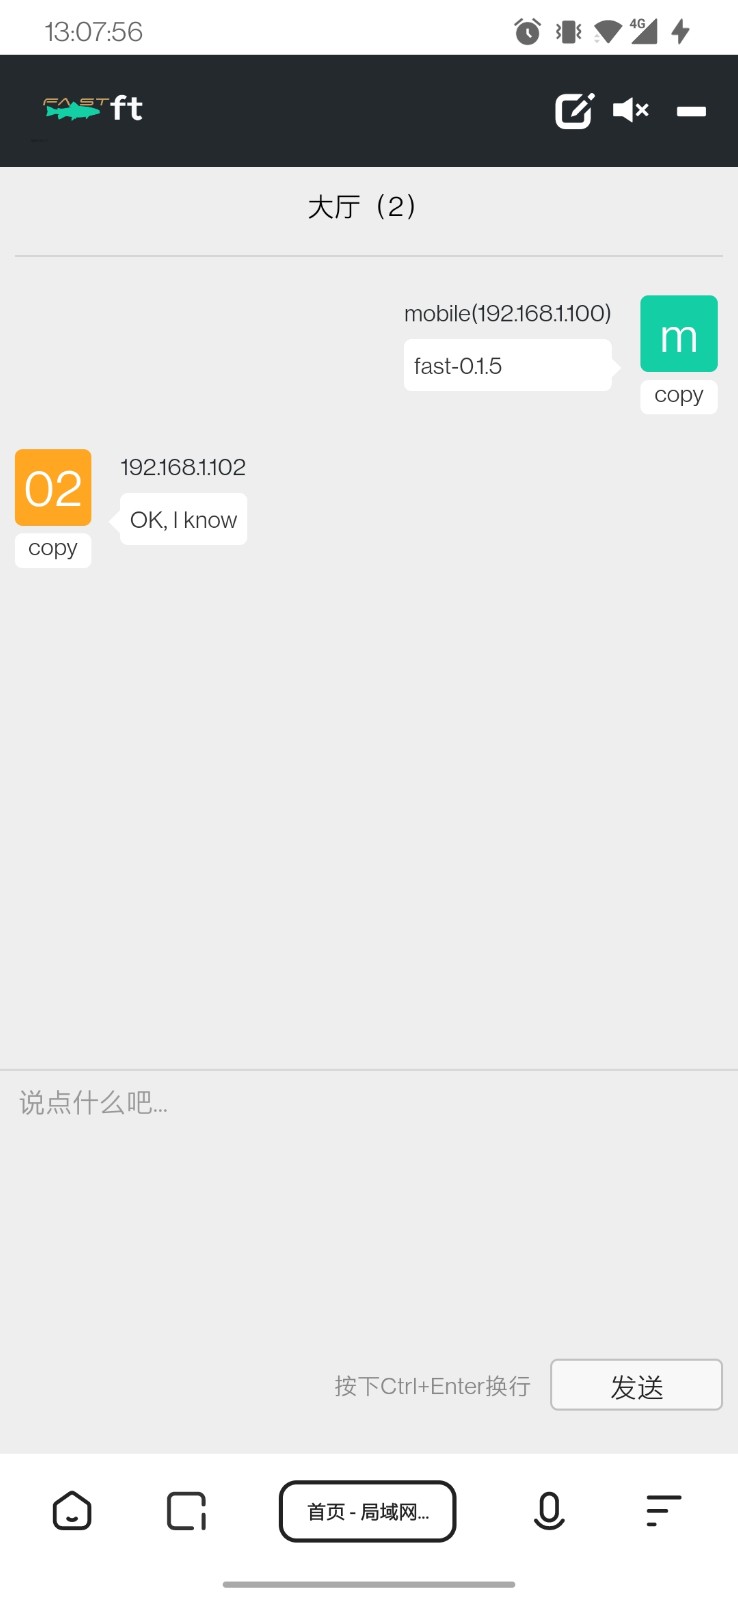 13:07:56
4G
FAST ft
大厅（2）
mobile(192.168.1.100)
m
fast-0.1.5
copy
02
192.168.1.102
OK, I know
copy
说点什么吧...
按下Ctrl+Enter换行
发送
首页 - 局域网...